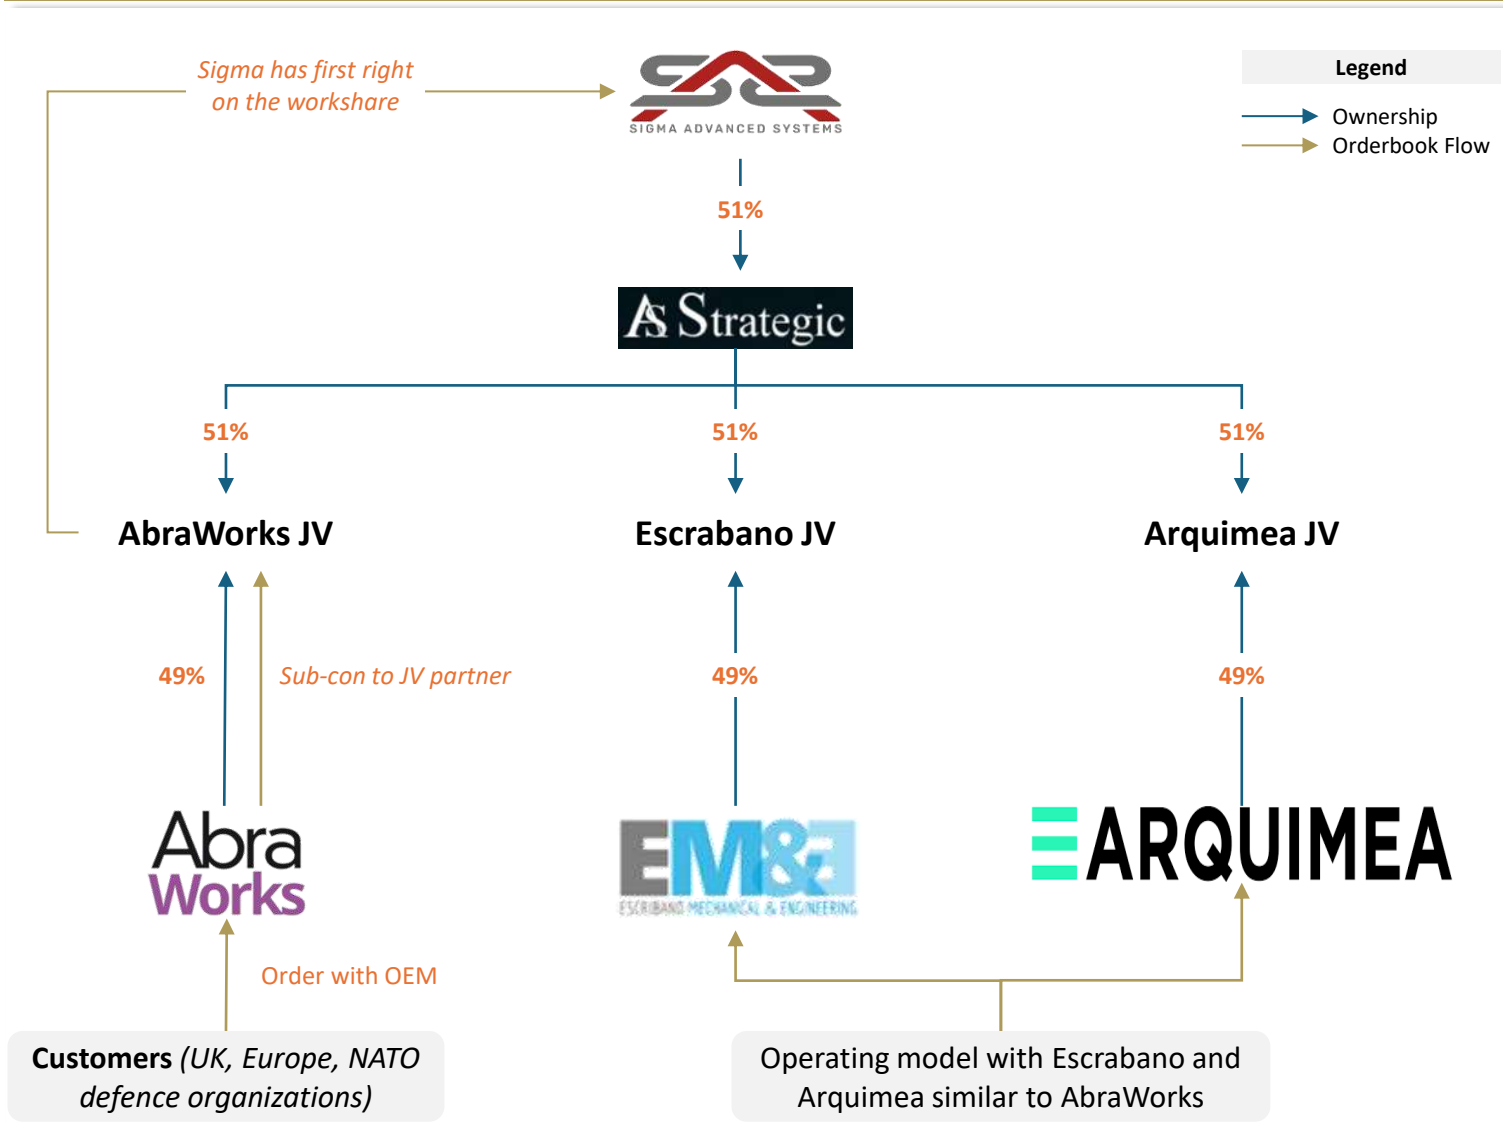 Sigma has first right
on the workshare
SIGMA ADVANCED SYSTEMS
Legend
Ownership
Orderbook Flow
51%
AS Strategic
51%
51%
51%
AbraWorks JV
Escrabano JV
Arquimea JV
49%
Sub-con to JV partner
49%
49%
Abra
Works
EM&E
ESCRIBANO MECHANICAL & ENGINEERING
ARQUIMEA
Order with OEM
Customers (UK, Europe, NATO
defence organizations)
Operating model with Escrabano and
Arquimea similar to AbraWorks